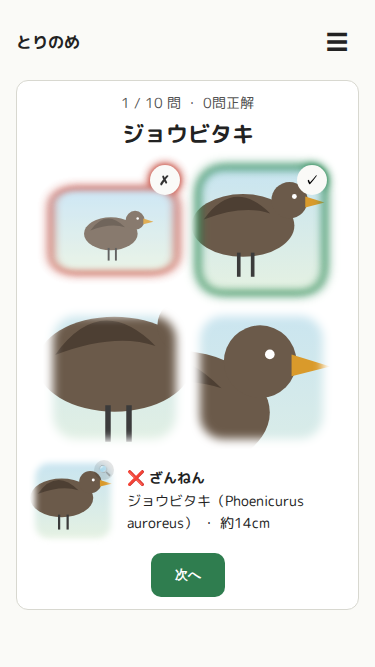 とりのめ
1 / 10 問 ・ 0問正解
ジョウビタキ
✗
✓
❌ ざんねん
ジョウビタキ（Phoenicurus
auroreus） ・ 約14cm
次へ